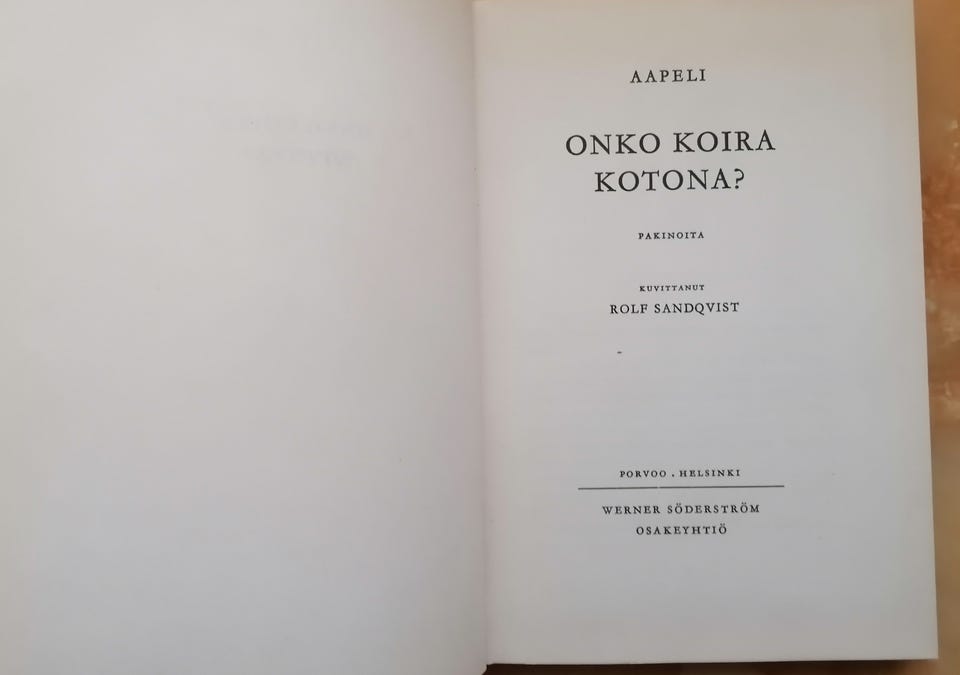 AAPELI
ONKO KOIRA
KOTONA?
PAKINOITA
KUVITTANUT
ROLF SANDQVIST
PORVOO . HELSINKI
WERNER SÖDERSTRÖM
OSAKEYHTIÖ